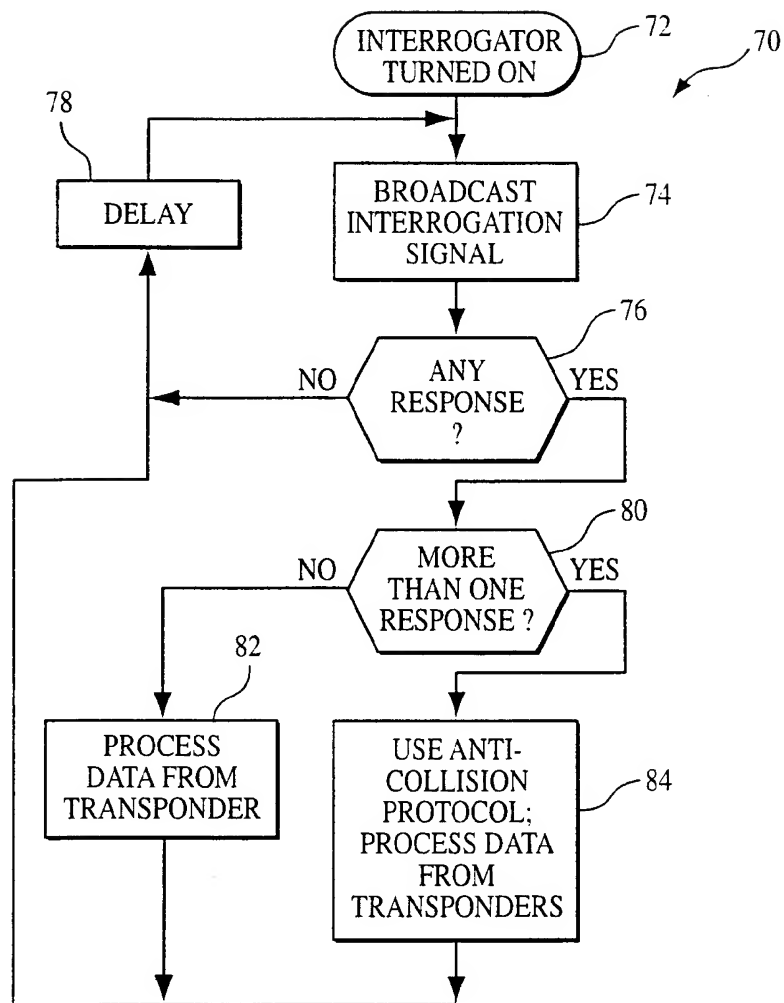 INTERROGATOR
TURNED ON
72
70
78
DELAY
BROADCAST
INTERROGATION
SIGNAL
74
76
NO
ANY
RESPONSE
?
YES
80
NO
MORE
THAN ONE
RESPONSE ?
YES
82
PROCESS
DATA FROM
TRANSPONDER
USE ANTI-
COLLISION
PROTOCOL;
PROCESS DATA
FROM
TRANSPONDERS
84